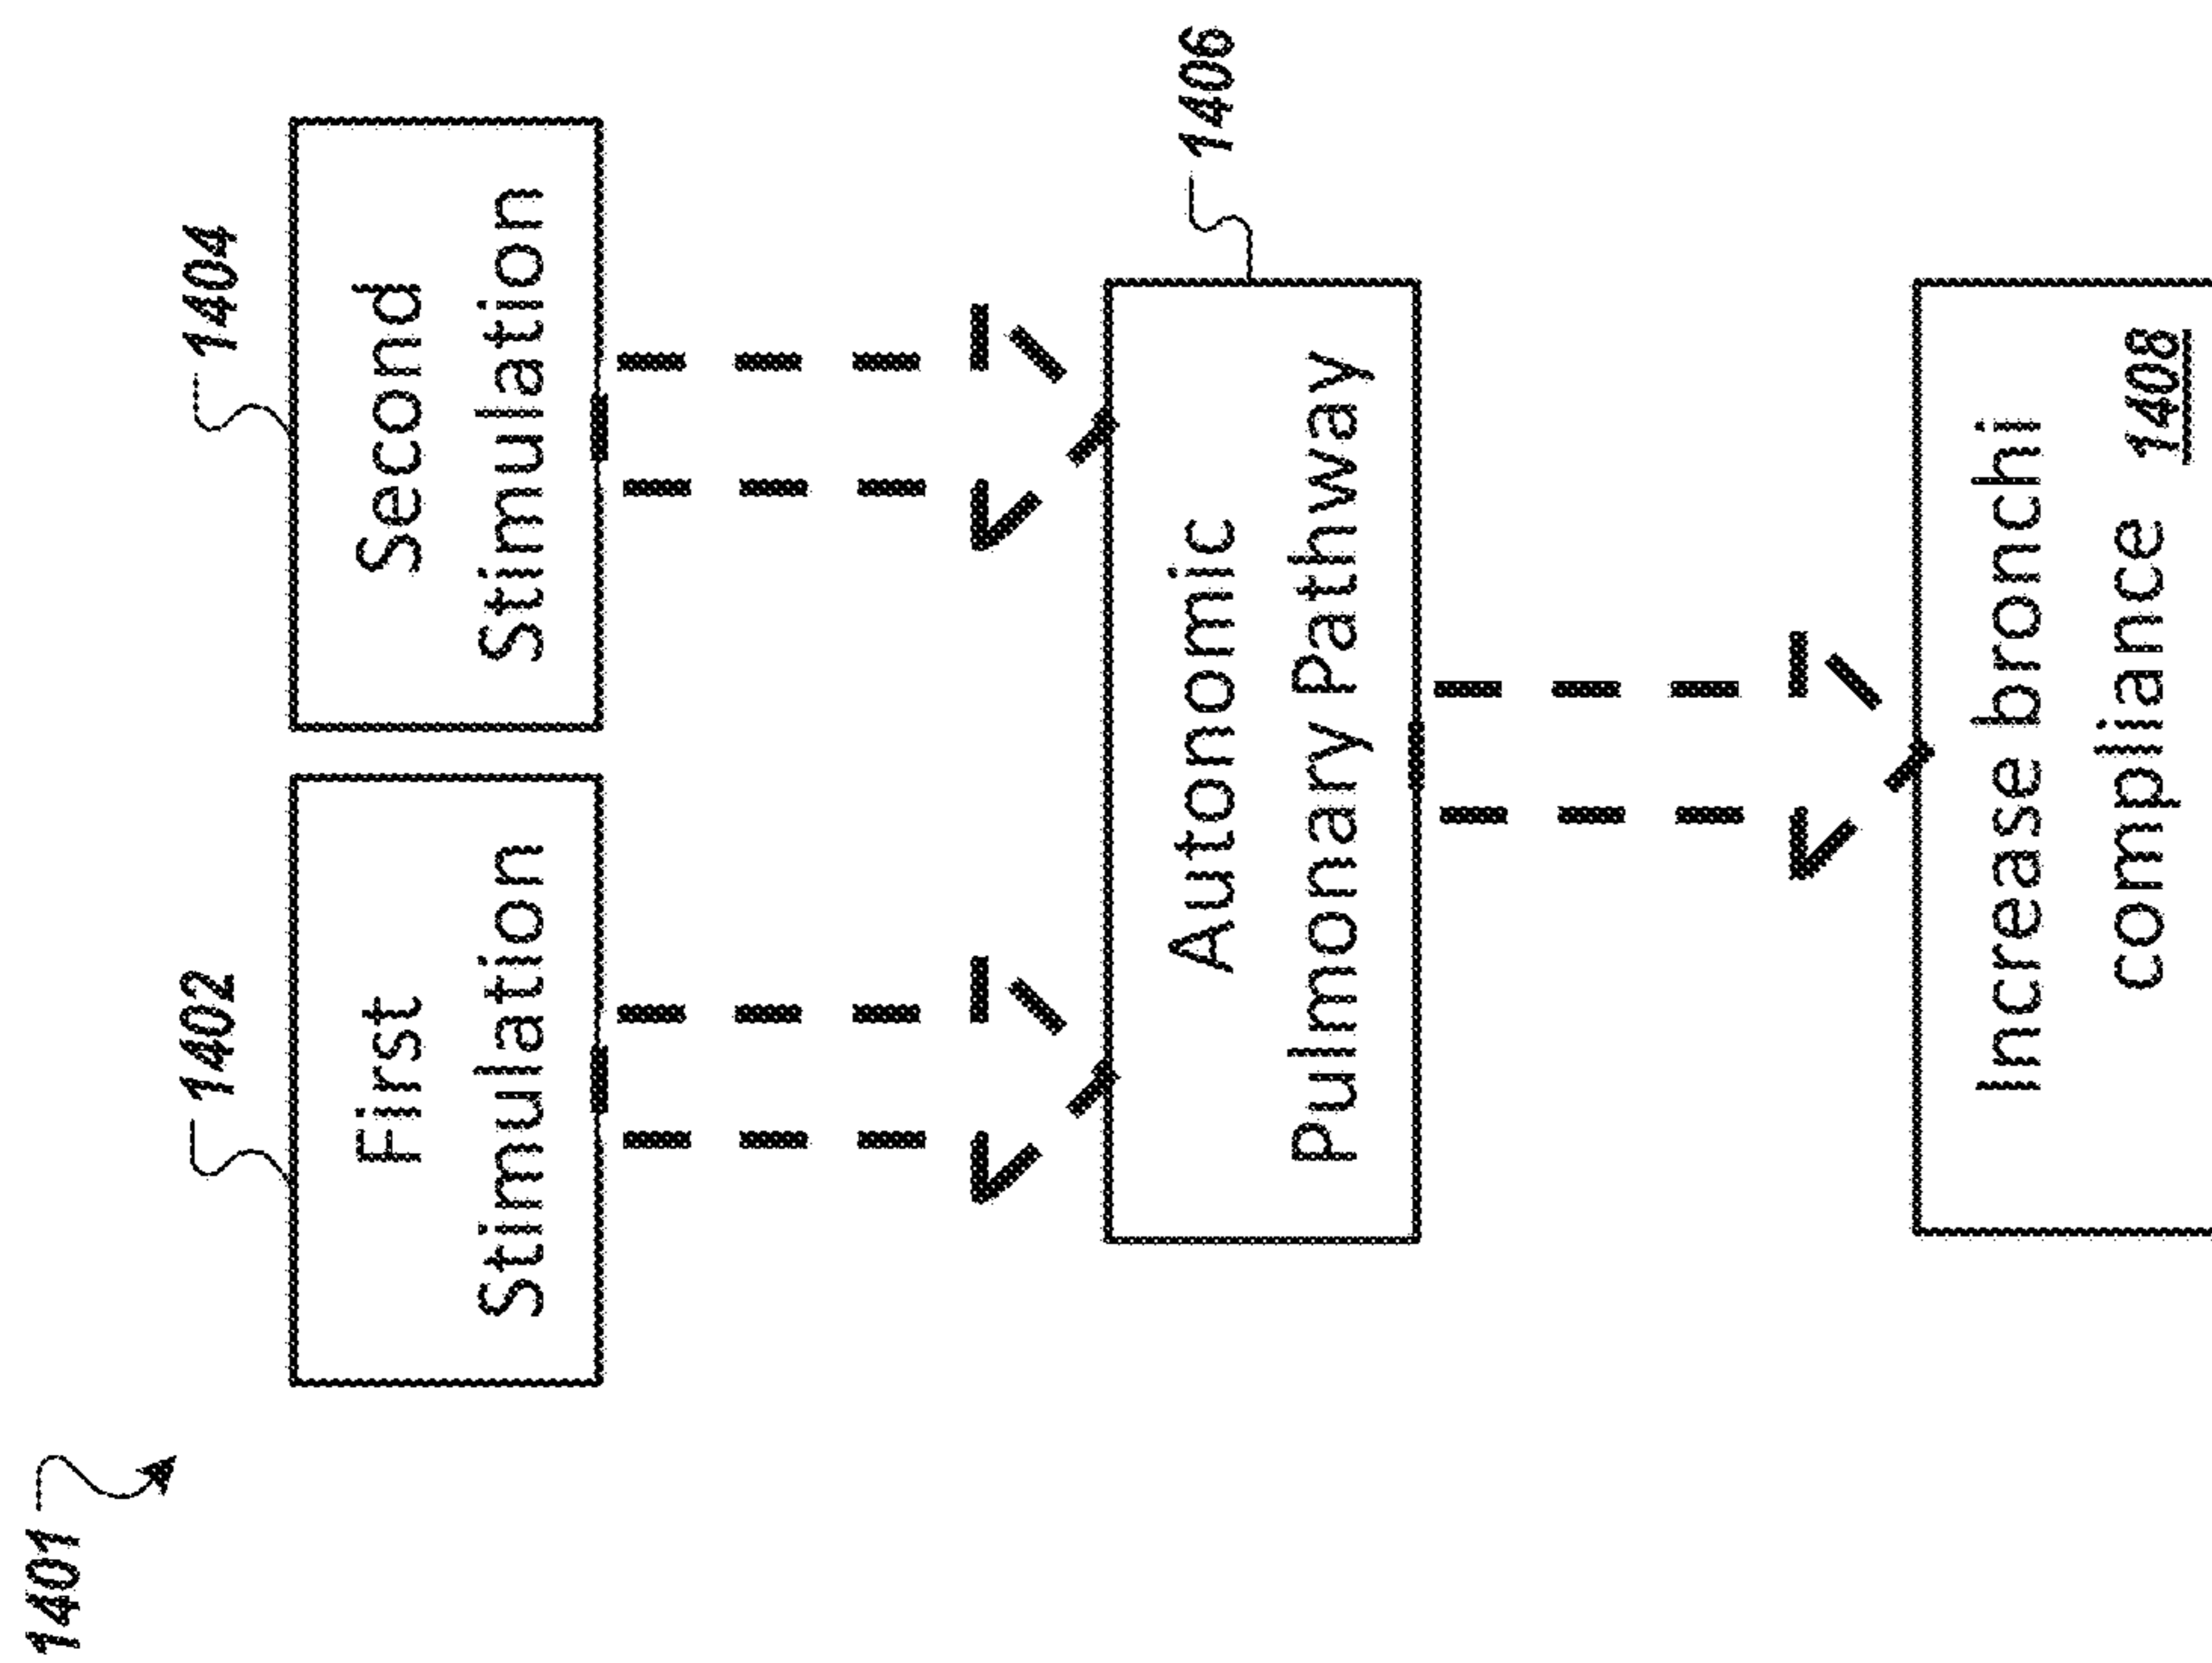 1401
1402
First
Stimulation
1404
Second
Stimulation
1406
Autonomic
Pulmonary Pathway
Increase bronchi
compliance 1408